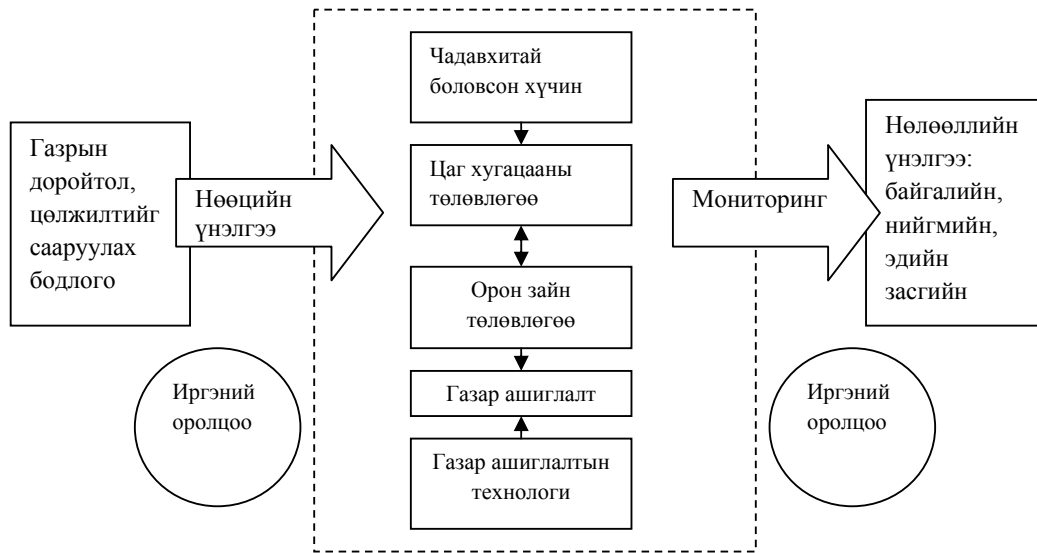 Газрын
доройтол,
цөлжилтийг
сааруулах
бодлого
Нөөцийн
үнэлгээ
Чадавхитай
боловсон хүчин
Цаг хугацааны
төлөвлөгөө
Орон зайн
төлөвлөгөө
Газар ашиглалт
Газар ашиглалтын
технологи
Мониторинг
Нөлөөллийн
үнэлгээ:
байгалийн,
нийгмийн,
эдийн
засгийн
Иргэний
оролцоо
Иргэний
оролцоо